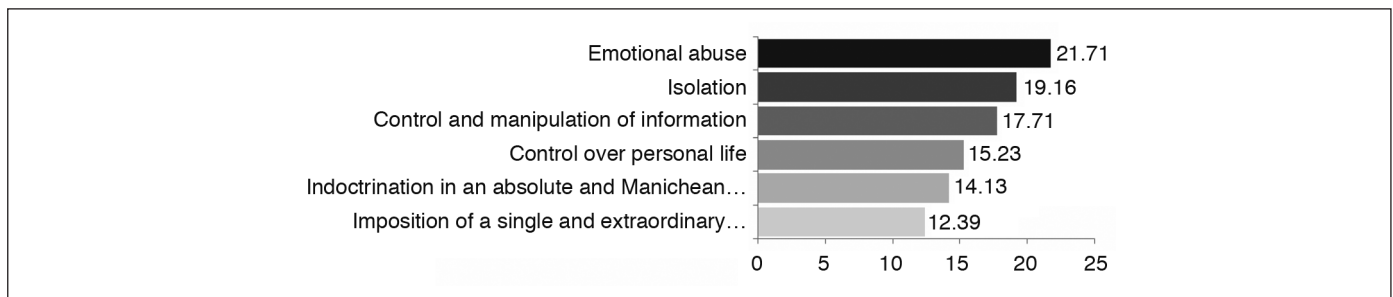 Emotional abuse 21.71
Isolation 19.16
Control and manipulation of information 17.71
Control over personal life 15.23
Indoctrination in an absolute and Manichean… 14.13
Imposition of a single and extraordinary… 12.39
0 5 10 15 20 25